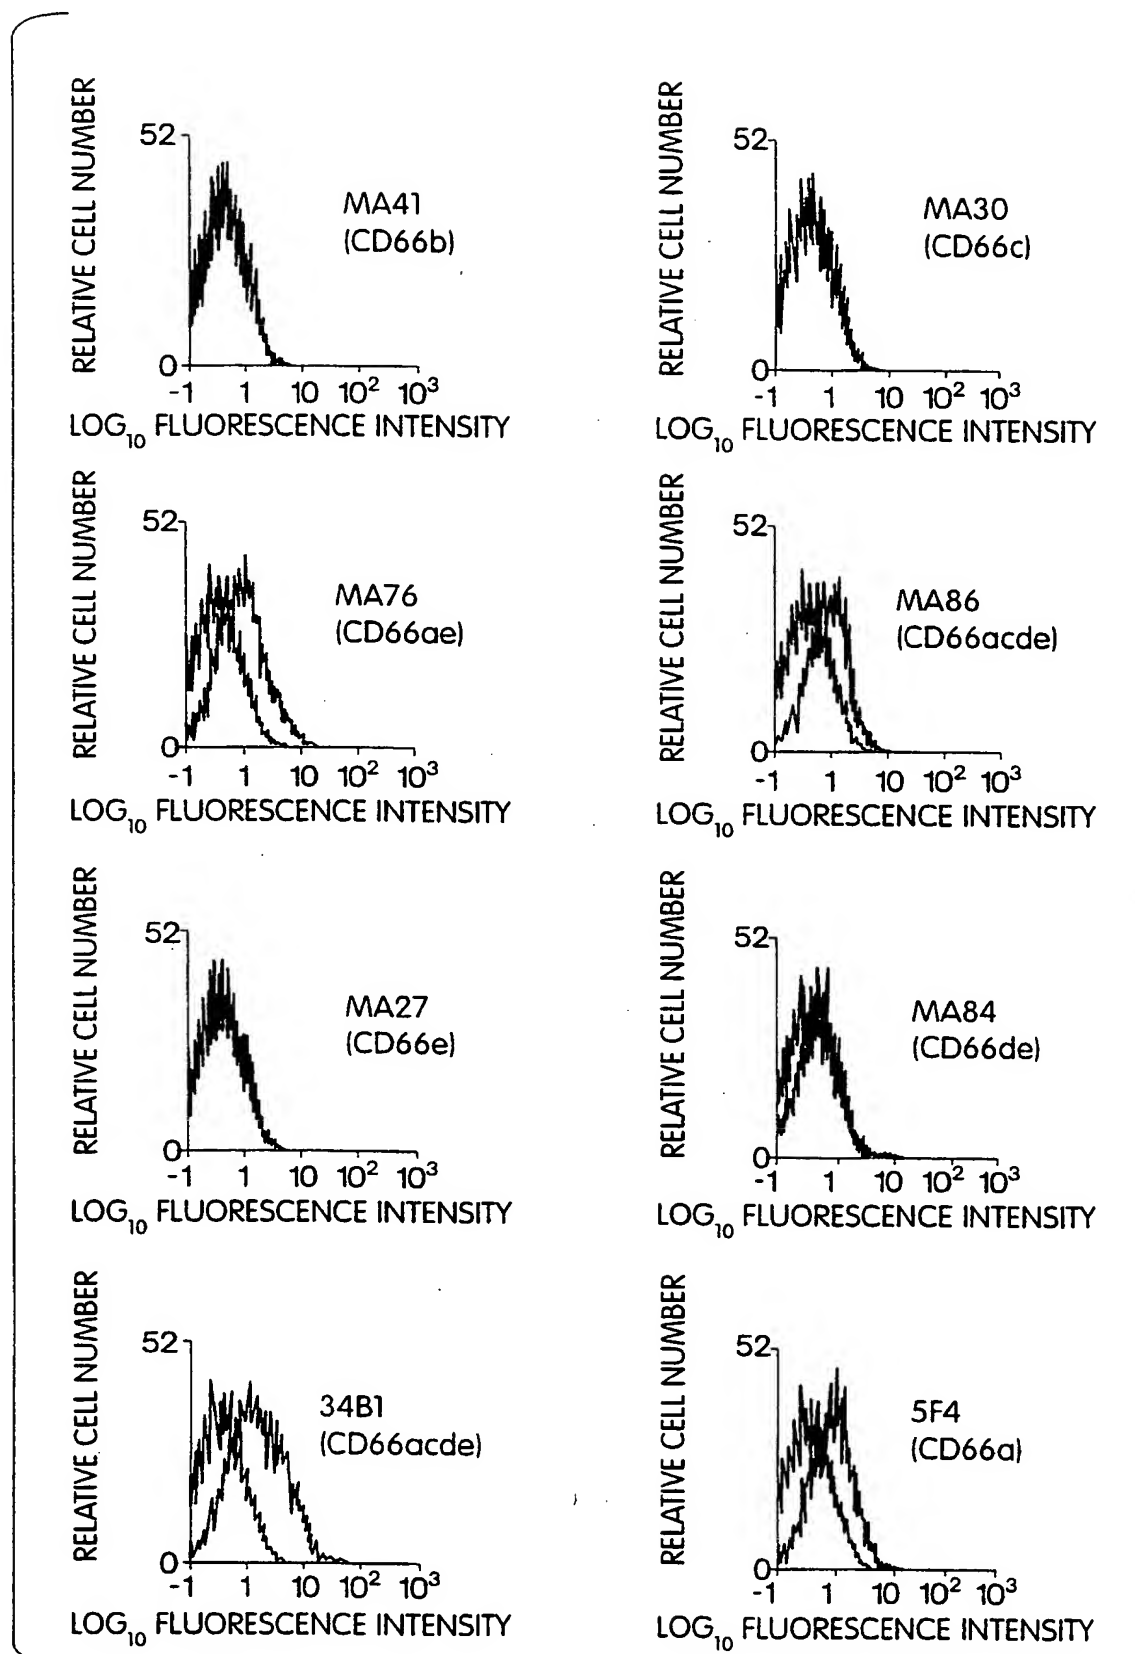 RELATIVE CELL NUMBER
52
0
MA41
(CD66b)
-1 1 10 10² 10³
LOG₁₀ FLUORESCENCE INTENSITY
RELATIVE CELL NUMBER
52
0
MA30
(CD66c)
-1 1 10 10² 10³
LOG₁₀ FLUORESCENCE INTENSITY
RELATIVE CELL NUMBER
52
0
MA76
(CD66ae)
-1 1 10 10² 10³
LOG₁₀ FLUORESCENCE INTENSITY
RELATIVE CELL NUMBER
52
0
MA86
(CD66acde)
-1 1 10 10² 10³
LOG₁₀ FLUORESCENCE INTENSITY
RELATIVE CELL NUMBER
52
0
MA27
(CD66e)
-1 1 10 10² 10³
LOG₁₀ FLUORESCENCE INTENSITY
RELATIVE CELL NUMBER
52
0
MA84
(CD66de)
-1 1 10 10² 10³
LOG₁₀ FLUORESCENCE INTENSITY
RELATIVE CELL NUMBER
52
0
34B1
(CD66acde)
-1 1 10 10² 10³
LOG₁₀ FLUORESCENCE INTENSITY
RELATIVE CELL NUMBER
52
0
5F4
(CD66a)
-1 1 10 10² 10³
LOG₁₀ FLUORESCENCE INTENSITY